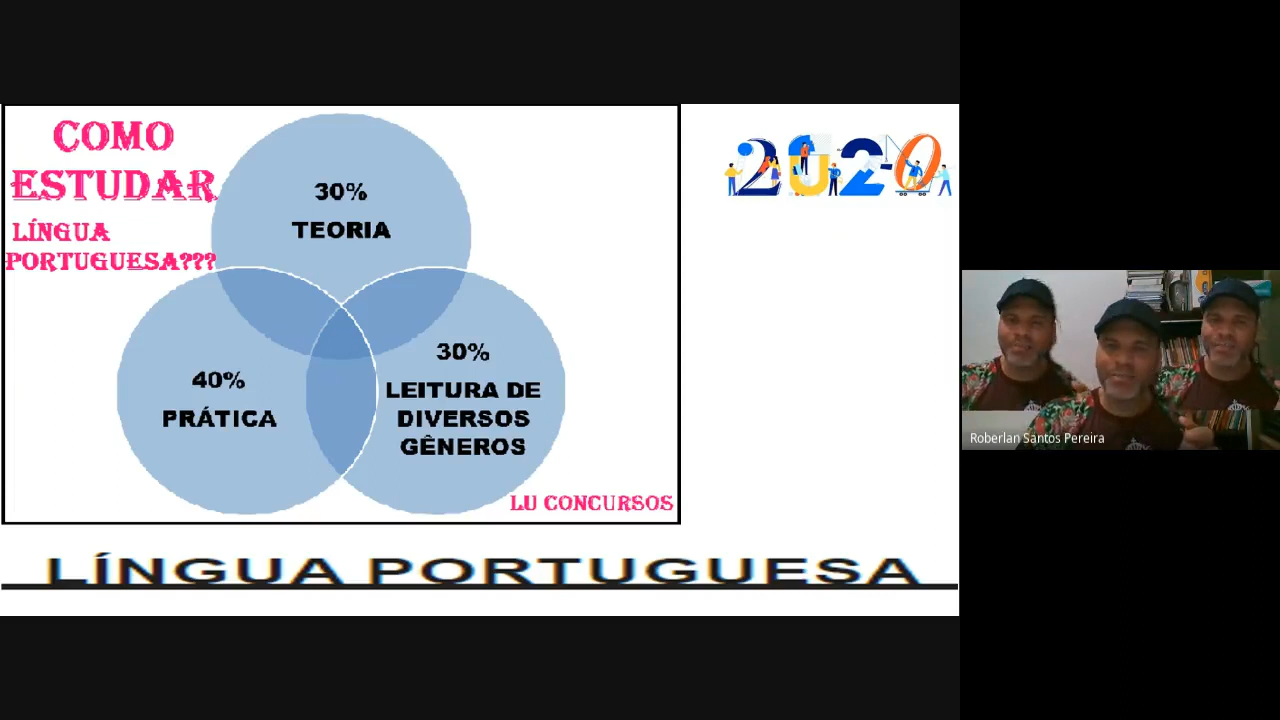 COMO
ESTUDAR
LÍNGUA
PORTUGUESA???
30%
TEORIA
40%
PRÁTICA
30%
LEITURA DE
DIVERSOS
GÊNEROS
LU CONCURSOS
2020
LÍNGUA PORTUGUESA
Roberlan Santos Pereira